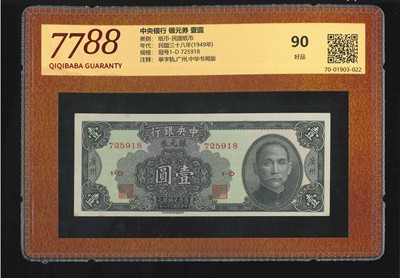 7788
QIQIBABA GUARANTY
中央银行 银元券 壹圆
类别: 纸币·民国纸币
年代: 民国三十八年(1949年)
规格: 冠号1-D 725918
注释: 单字轨,广州,中华书局版
90
好品
70-01903-022
行銀央中
券元銀
725918 725918
1-D 1-D
圓壹
州廣